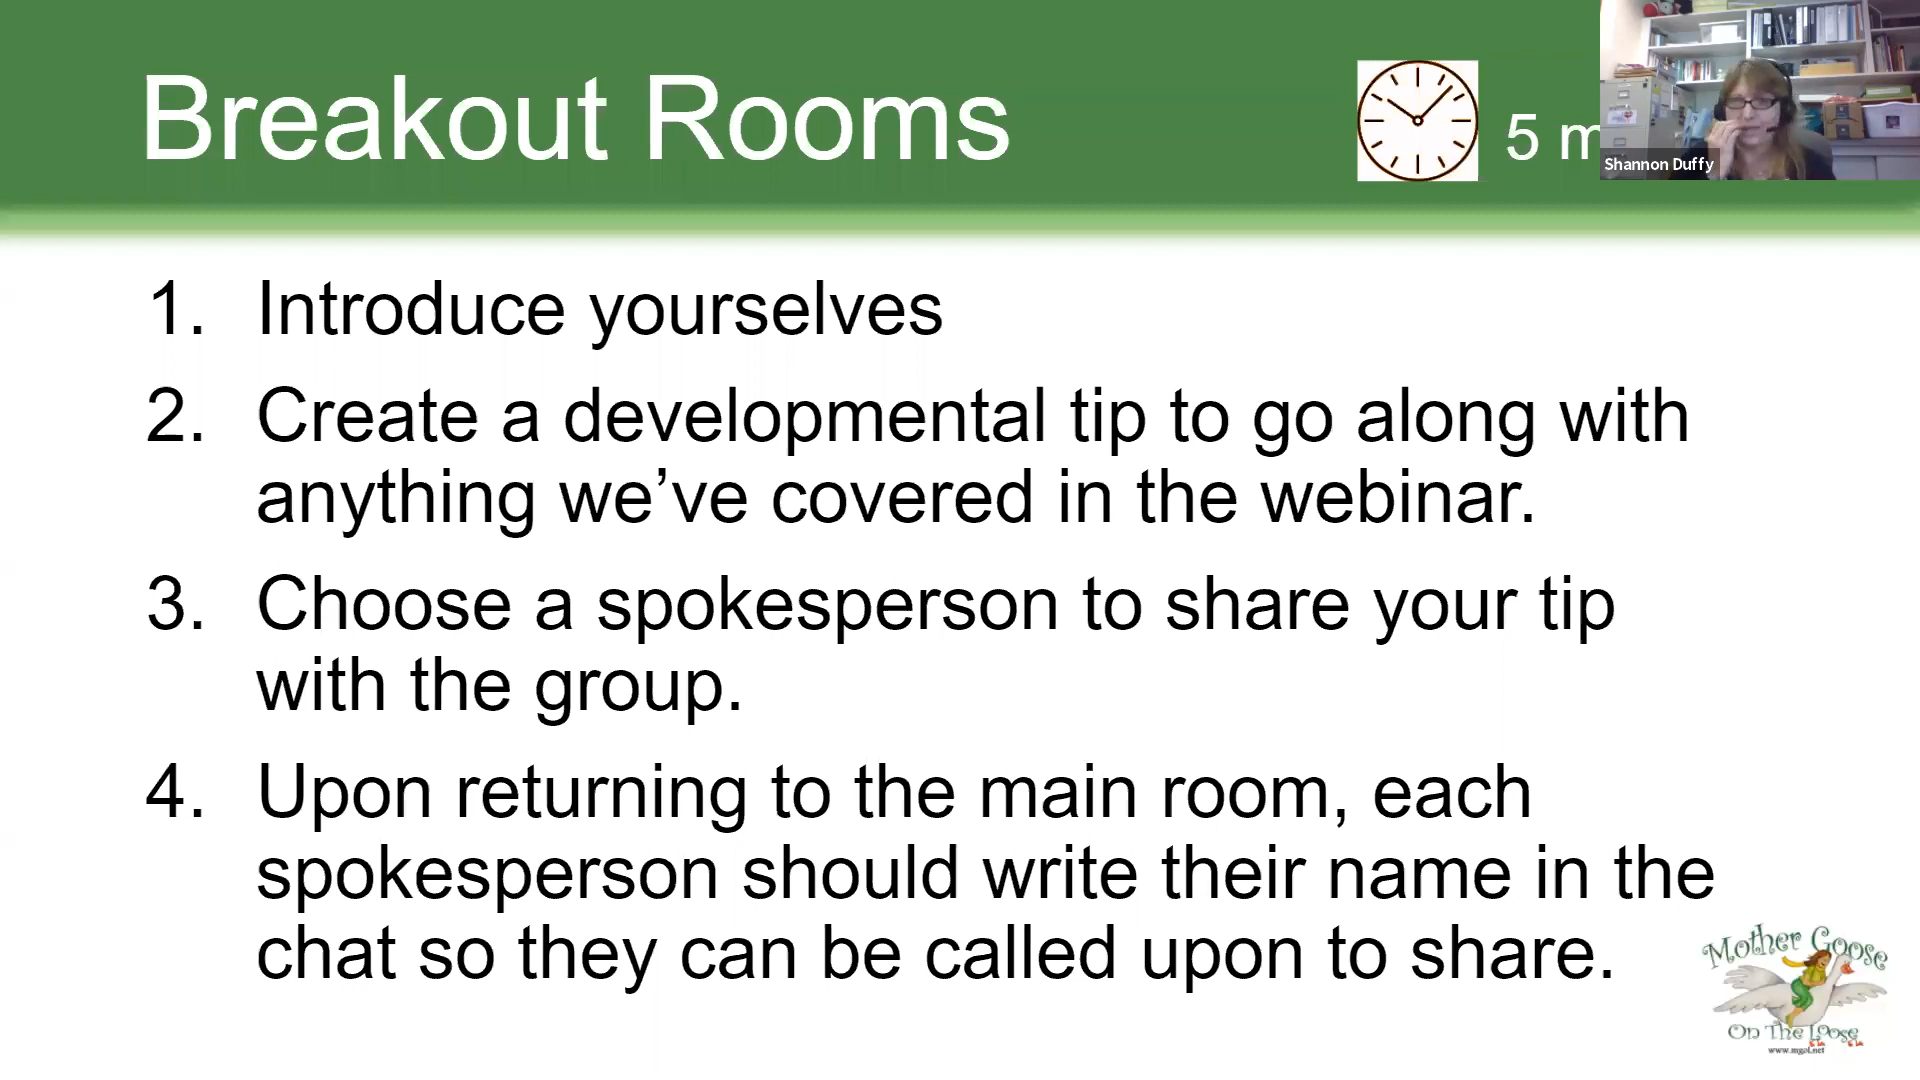 Breakout Rooms
5 m
Shannon Duffy
1. Introduce yourselves
2. Create a developmental tip to go along with
anything we’ve covered in the webinar.
3. Choose a spokesperson to share your tip
with the group.
4. Upon returning to the main room, each
spokesperson should write their name in the
chat so they can be called upon to share.
Mother Goose
On The Loose
www.mgol.net